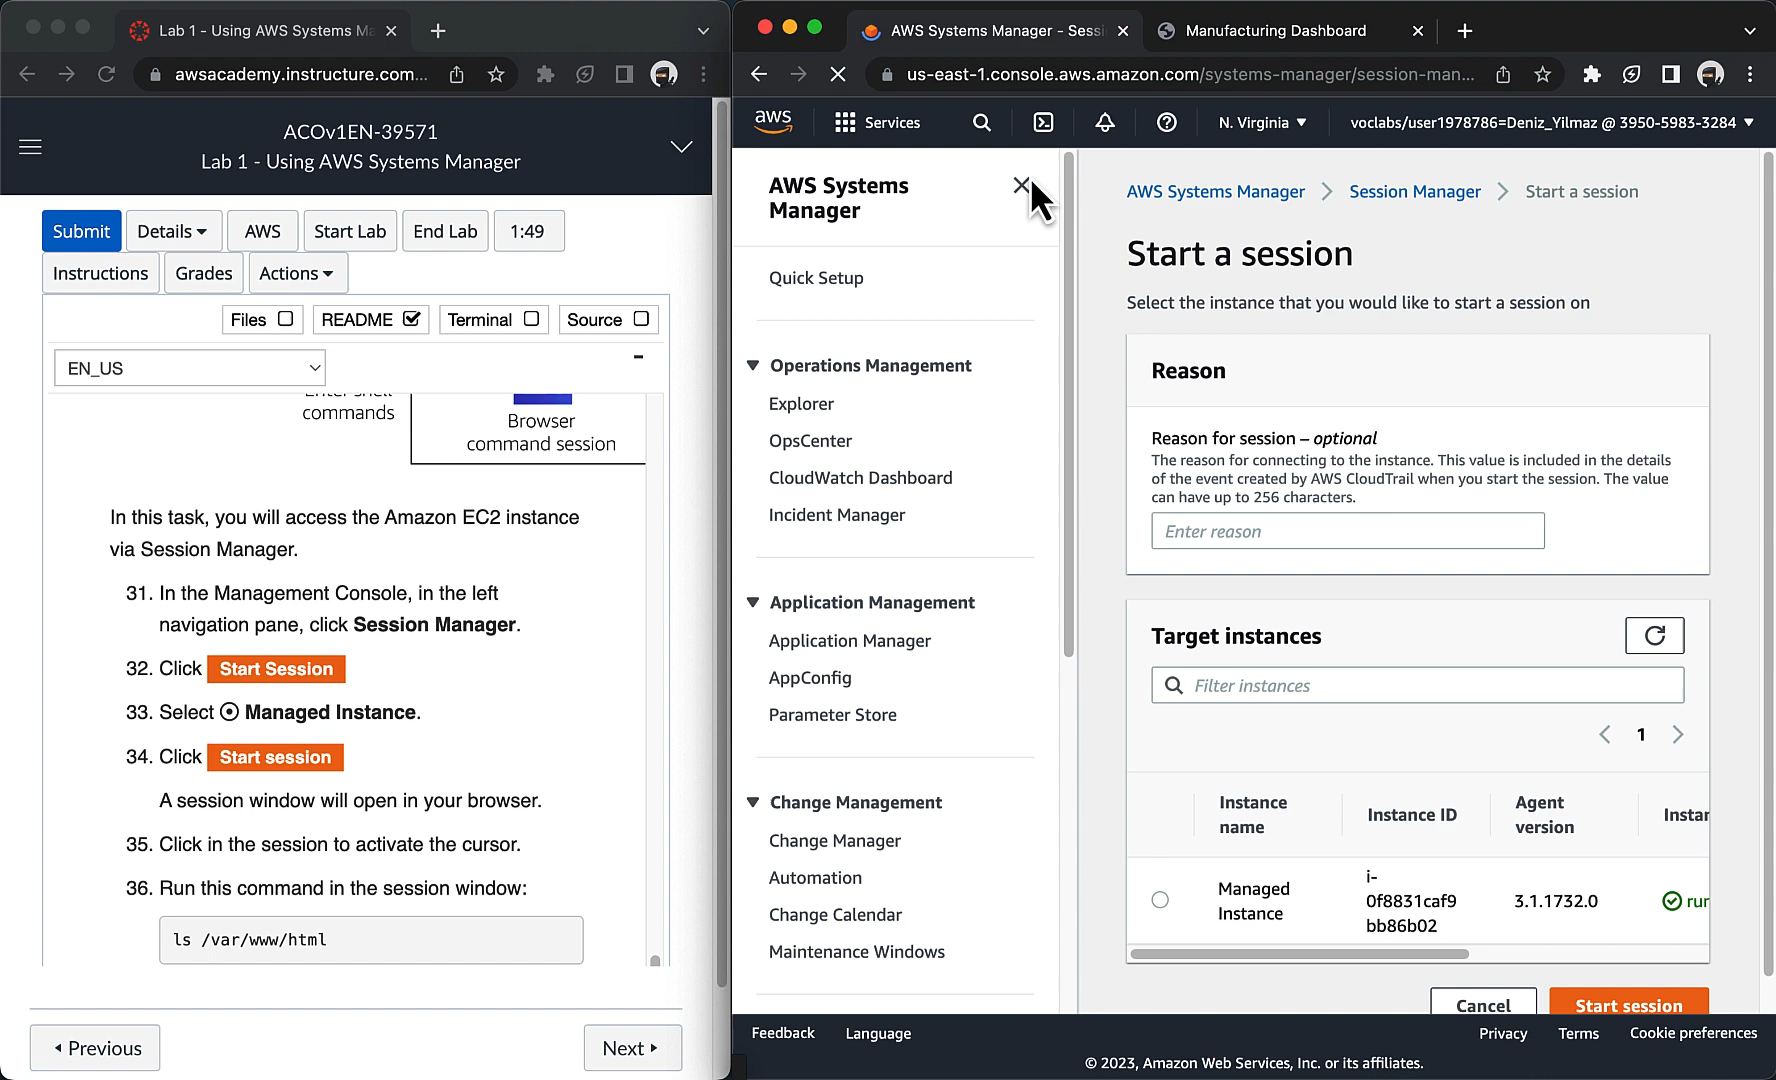 Lab 1 - Using AWS Systems Ma
awsacademy.instructure.com...
ACOv1EN-39571
Lab 1 - Using AWS Systems Manager
Submit
Details
AWS
Start Lab
End Lab
1:49
Instructions
Grades
Actions
Files
README
Terminal
Source
EN_US
Enter shell
commands
Browser
command session
In this task, you will access the Amazon EC2 instance
via Session Manager.
31. In the Management Console, in the left
navigation pane, click Session Manager.
32. Click Start Session
33. Select Managed Instance.
34. Click Start session
A session window will open in your browser.
35. Click in the session to activate the cursor.
36. Run this command in the session window:
ls /var/www/html
Previous
Next
AWS Systems Manager - Sessi
Manufacturing Dashboard
us-east-1.console.aws.amazon.com/systems-manager/session-man...
aws
Services
N. Virginia
voclabs/user1978786=Deniz_Yilmaz @ 3950-5983-3284
AWS Systems
Manager
Quick Setup
Operations Management
Explorer
OpsCenter
CloudWatch Dashboard
Incident Manager
Application Management
Application Manager
AppConfig
Parameter Store
Change Management
Change Manager
Automation
Change Calendar
Maintenance Windows
AWS Systems Manager
Session Manager
Start a session
Start a session
Select the instance that you would like to start a session on
Reason
Reason for session – optional
The reason for connecting to the instance. This value is included in the details
of the event created by AWS CloudTrail when you start the session. The value
can have up to 256 characters.
Enter reason
Target instances
Filter instances
1
Instance
name
Instance ID
Agent
version
Instar
Managed
Instance
i-
0f8831caf9
bb86b02
3.1.1732.0
run
Cancel
Start session
Feedback
Language
Privacy
Terms
Cookie preferences
© 2023, Amazon Web Services, Inc. or its affiliates.